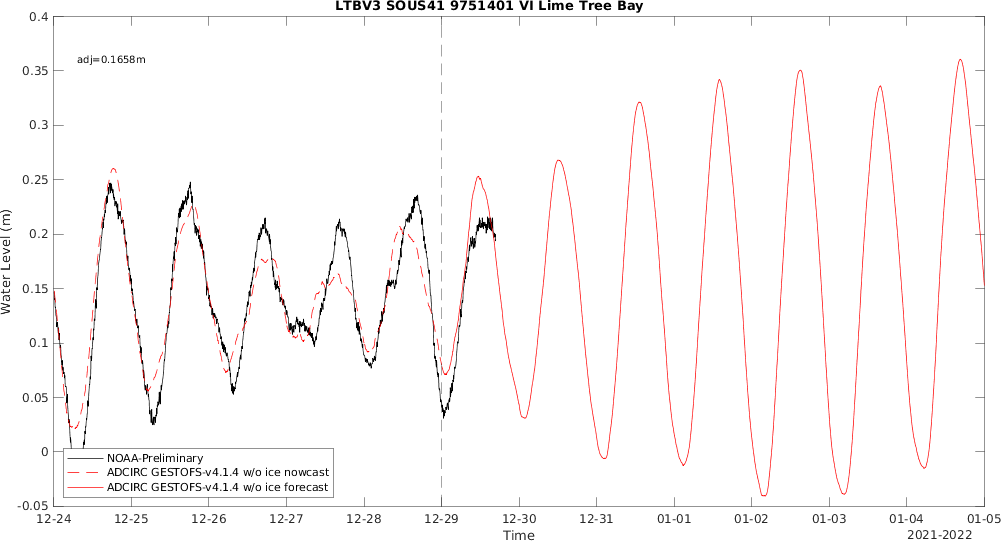 LTBV3 SOUS41 9751401 VI Lime Tree Bay
adj=0.1658m
0.4
0.35
0.3
0.25
0.2
0.15
0.1
0.05
0
-0.05
Water Level (m)
NOAA-Preliminary
ADCIRC GESTOFS-v4.1.4 w/o ice nowcast
ADCIRC GESTOFS-v4.1.4 w/o ice forecast
12-24 12-25 12-26 12-27 12-28 12-29 12-30 12-31 01-01 01-02 01-03 01-04 01-05
Time
2021-2022